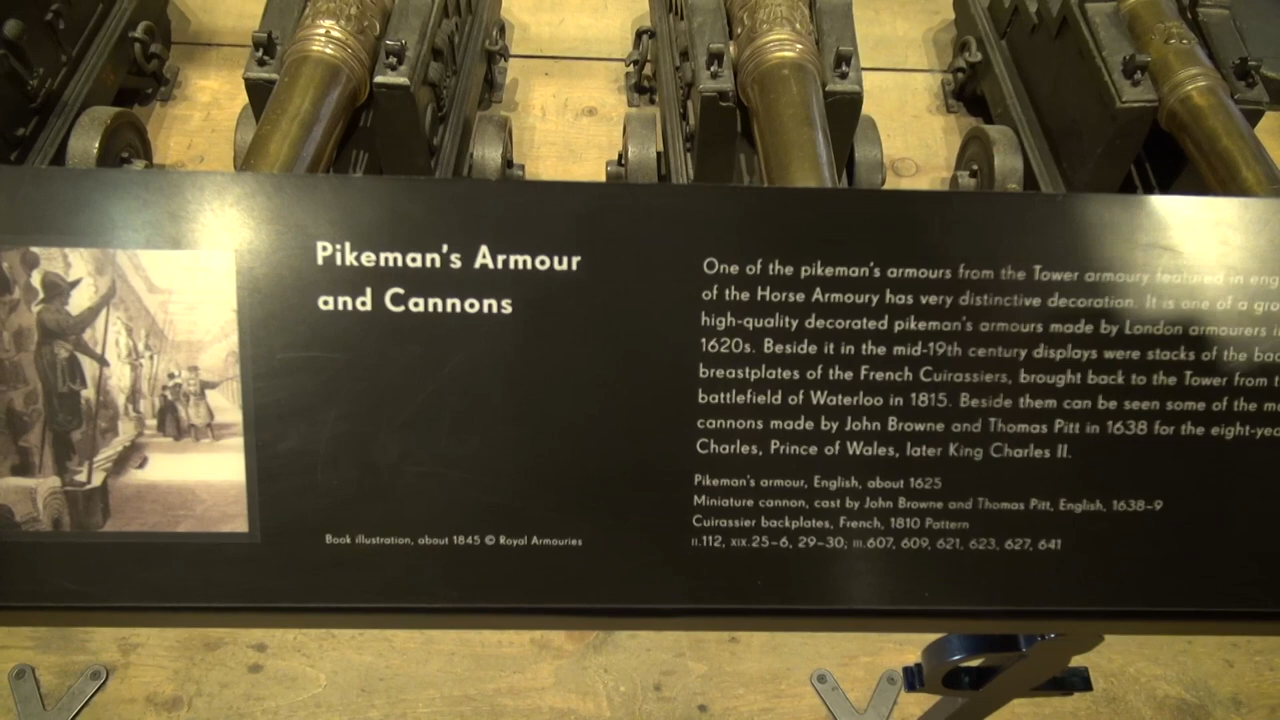 Pikeman's Armour
and Cannons
Book illustration, about 1845 © Royal Armouries
One of the pikeman's armours from the Tower armoury featured in
of the Horse Armoury has very distinctive decoration. It is one of a
high-quality decorated pikeman's armours made by London armourers
1620s. Beside it in the mid-19th century displays were stacks of the
breastplates of the French Cuirassiers, brought back to the Tower from
battlefield of Waterloo in 1815. Beside them can be seen some of the
cannons made by John Browne and Thomas Pitt in 1638 for the
Charles, Prince of Wales, later King Charles II.
Pikeman's armour, English, about 1625
Miniature cannon, cast by John Browne and Thomas Pitt, English, 1638–9
Cuirassier backplates, French, 1810 Pattern
II.112, XIX.25–6, 29–30; III.607, 609, 621, 623, 627, 641